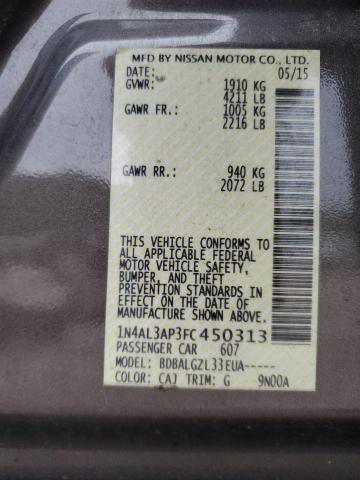 MFD BY NISSAN MOTOR CO., LTD.
DATE: 05/15
GVWR: 1910 KG
4211 LB
GAWR FR.: 1005 KG
2216 LB
GAWR RR.: 940 KG
2072 LB
THIS VEHICLE CONFORMS TO
ALL APPLICABLE FEDERAL
MOTOR VEHICLE SAFETY,
BUMPER, AND THEFT
PREVENTION STANDARDS IN
EFFECT ON THE DATE OF
MANUFACTURE SHOWN ABOVE.
1N4AL3AP3FC450313
PASSENGER CAR 607
MODEL: BDBALGZL33EUA-----
COLOR: CAJ TRIM: G 9N00A